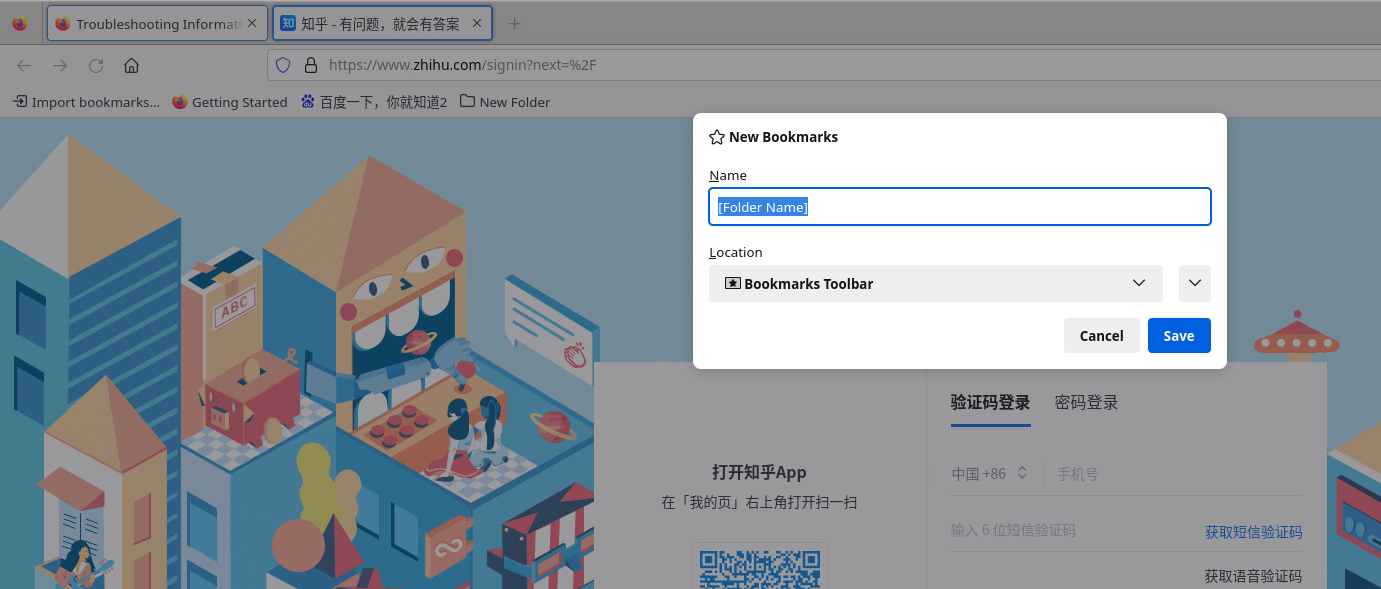 Troubleshooting Informati
知乎 - 有问题，就会有答案
https://www.zhihu.com/signin?next=%2F
Import bookmarks...
Getting Started
百度一下，你就知道2
New Folder
New Bookmarks
Name
[Folder Name]
Location
Bookmarks Toolbar
Cancel
Save
ABC
验证码登录
密码登录
打开知乎App
在「我的页」右上角打开扫一扫
中国 +86
手机号
输入 6 位短信验证码
获取短信验证码
获取语音验证码